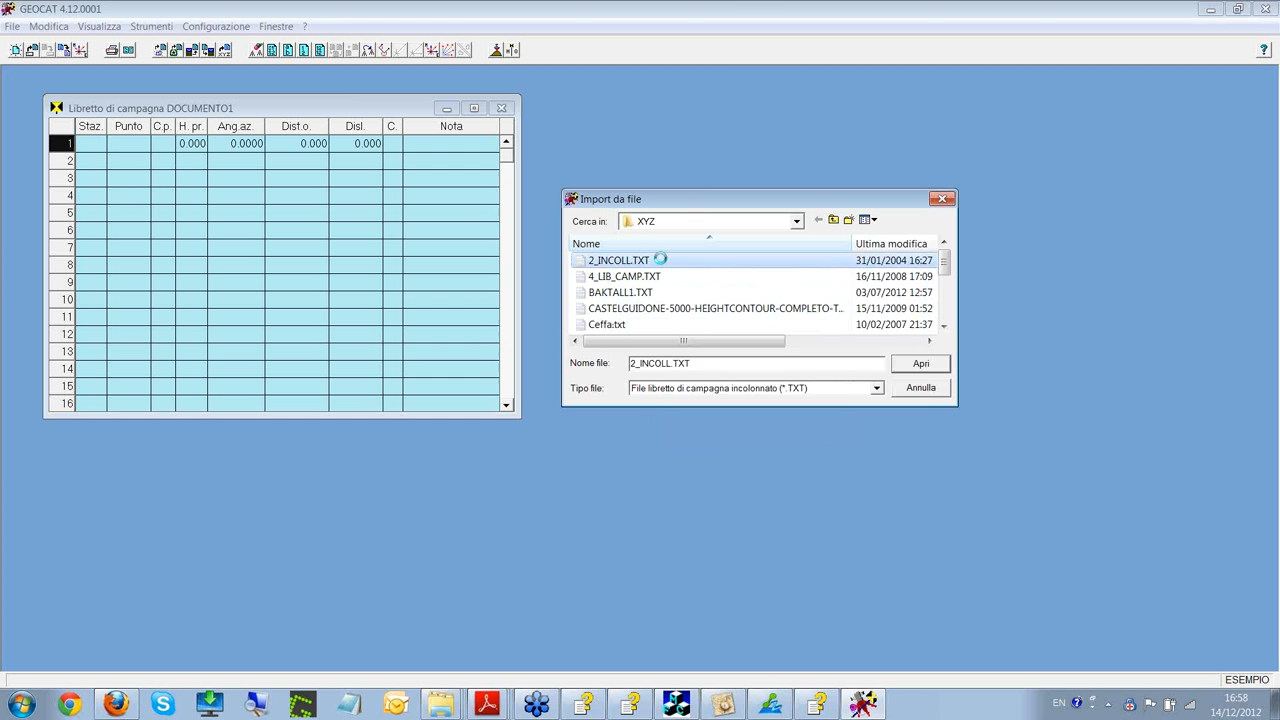 GEOCAT 4.12.0001
File Modifica Visualizza Strumenti Configurazione Finestre ?
Libretto di campagna DOCUMENTO1
Staz. Punto C.p. H. pr. Ang.az. Dist.o. Disl. C. Nota
1 0.000 0.0000 0.000 0.000
2
3
4
5
6
7
8
9
10
11
12
13
14
15
16
Import da file
Cerca in: XYZ
Nome Ultima modifica
2_INCOLL.TXT 31/01/2004 16:27
4_LIB_CAMP.TXT 16/11/2008 17:09
BAKTALL1.TXT 03/07/2012 12:57
CASTELGUIDONE-5000-HEIGHTCONTOUR-COMPLETO-T... 15/11/2009 01:52
Ceffa.txt 10/02/2007 21:37
Nome file: 2_INCOLL.TXT Apri
Tipo file: File libretto di campagna incolonnato (*.TXT) Annulla
ESEMPIO
EN 16:58
14/12/2012